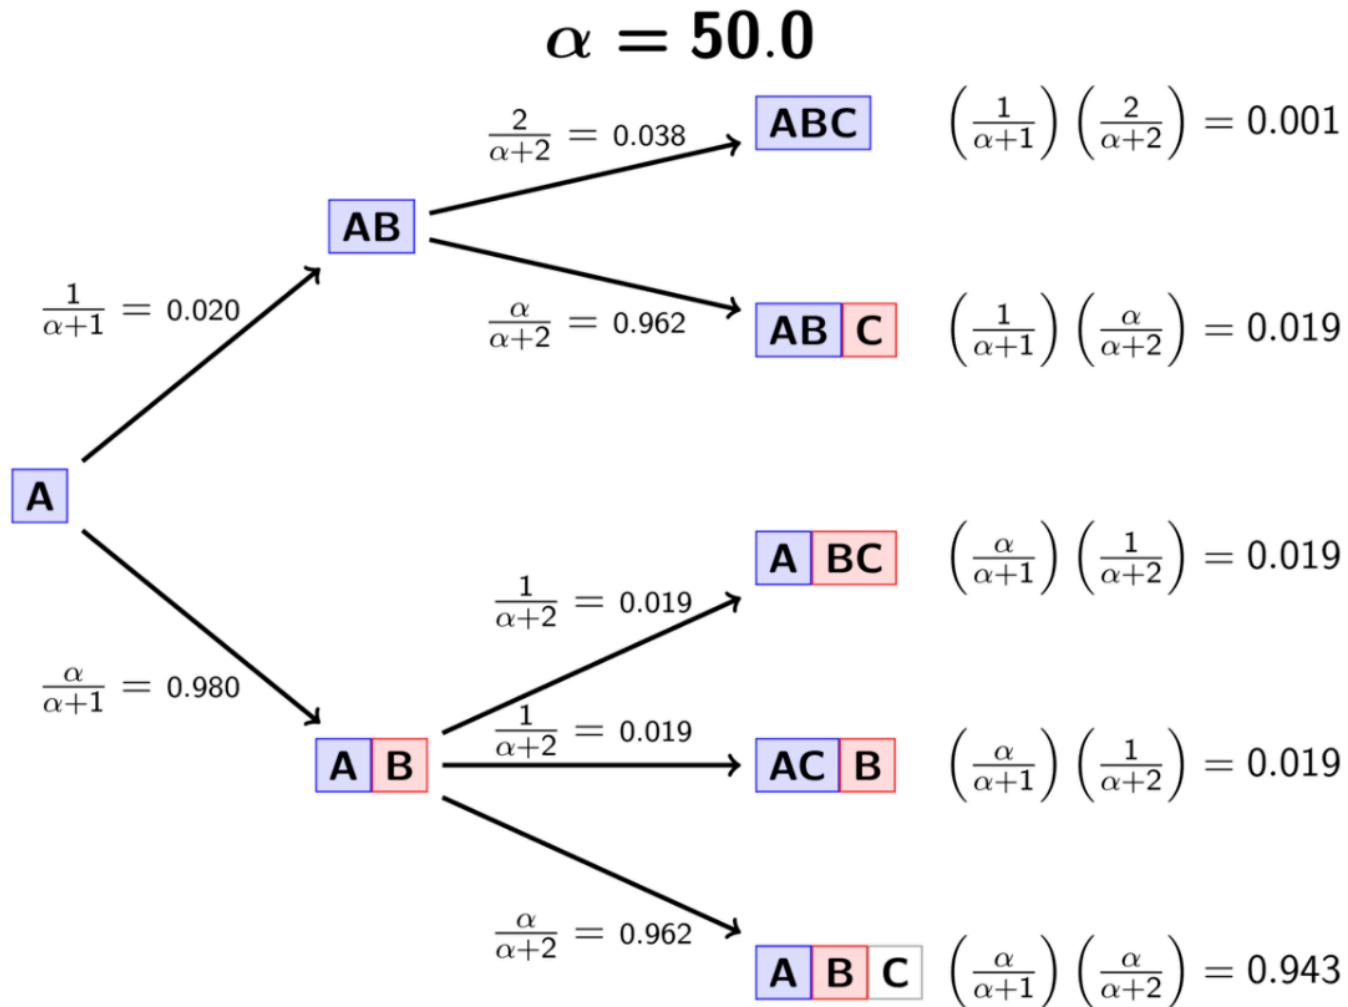 α = 50.0
2/(α+2) = 0.038
ABC
(1/(α+1)) (2/(α+2)) = 0.001
AB
1/(α+1) = 0.020
α/(α+2) = 0.962
AB C
(1/(α+1)) (α/(α+2)) = 0.019
A
A BC
(α/(α+1)) (1/(α+2)) = 0.019
1/(α+2) = 0.019
α/(α+1) = 0.980
1/(α+2) = 0.019
A B
AC B
(α/(α+1)) (1/(α+2)) = 0.019
α/(α+2) = 0.962
A B C
(α/(α+1)) (α/(α+2)) = 0.943